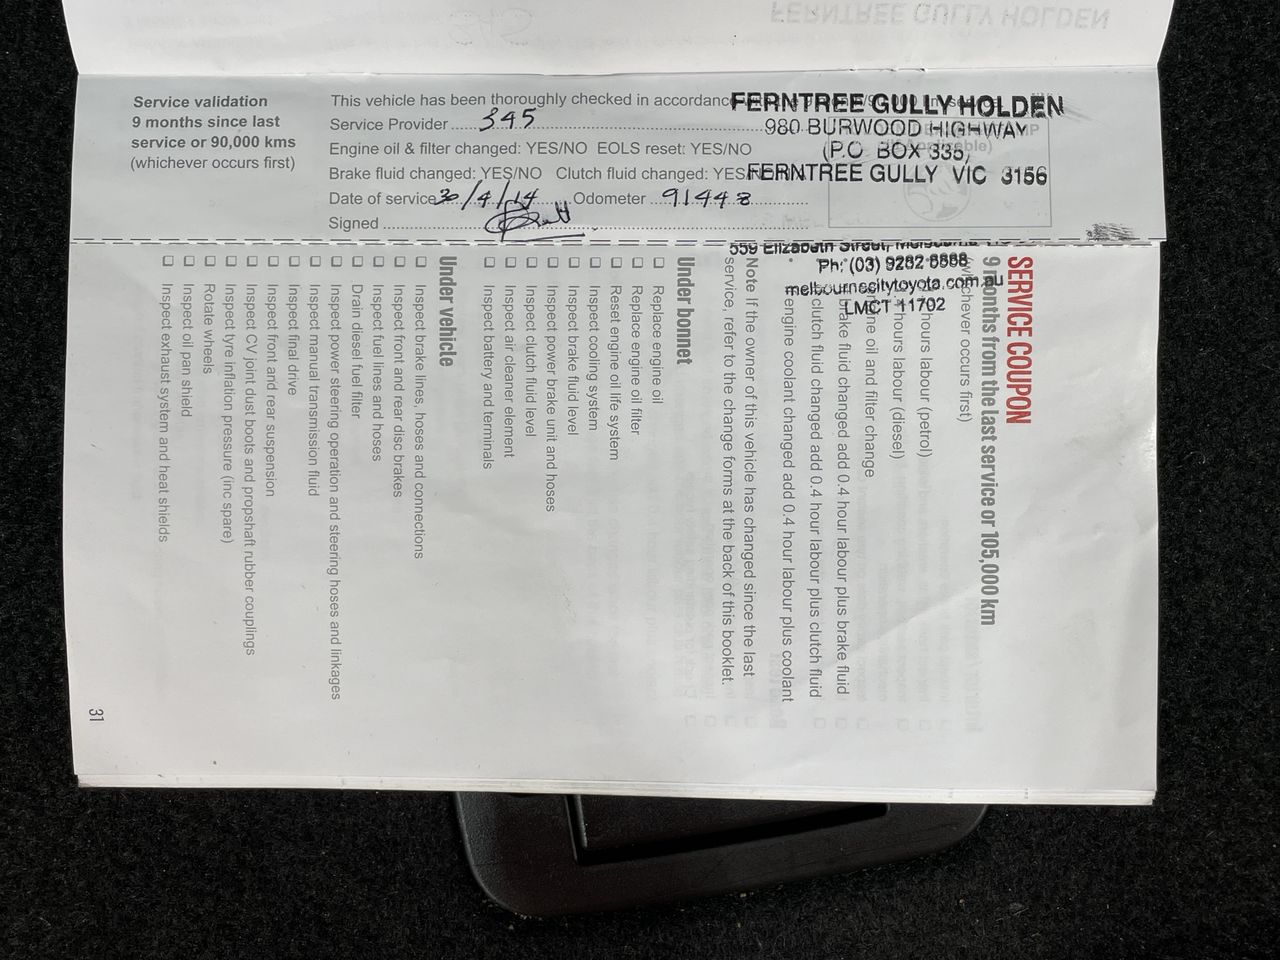 FERNTREE GULLY HOLDEN
Service validation
9 months since last
service or 90,000 kms
(whichever occurs first)
This vehicle has been thoroughly checked in accordance
Service Provider 345
Engine oil & filter changed: YES/NO EOLS reset: YES/NO
Brake fluid changed: YES/NO Clutch fluid changed: YES
Date of service 30/4/14 Odometer 91448
Signed
FERNTREE GULLY HOLDEN
980 BURWOOD HIGHWAY
(P.O BOX 335,
FERNTREE GULLY VIC 3156
559 Elizabeth Street,
Ph: (03) 9282 8888
melbournecitytoyota.com.au
LMCT 11702
SERVICE COUPON
9 months from the last service or 105,000 km
occurs first)
hours labour (petrol)
hours labour (diesel)
oil and filter change
fluid changed add 0.4 hour labour plus brake fluid
clutch fluid changed add 0.4 hour labour plus clutch fluid
engine coolant changed add 0.4 hour labour plus coolant
Note If the owner of this vehicle has changed since the last
service, refer to the change forms at the back of this booklet.
Under bonnet
Replace engine oil
Replace engine oil filter
Reset engine oil life system
Inspect cooling system
Inspect brake fluid level
Inspect power brake unit and hoses
Inspect clutch fluid level
Inspect air cleaner element
Inspect battery and terminals
Under vehicle
Inspect brake lines, hoses and connections
Inspect front and rear disc brakes
Inspect fuel lines and hoses
Drain diesel fuel filter
Inspect power steering operation and steering hoses and linkages
Inspect manual transmission fluid
Inspect final drive
Inspect front and rear suspension
Inspect CV joint dust boots and propshaft rubber couplings
Inspect tyre inflation pressure (inc spare)
Rotate wheels
Inspect oil pan shield
Inspect exhaust system and heat shields
31